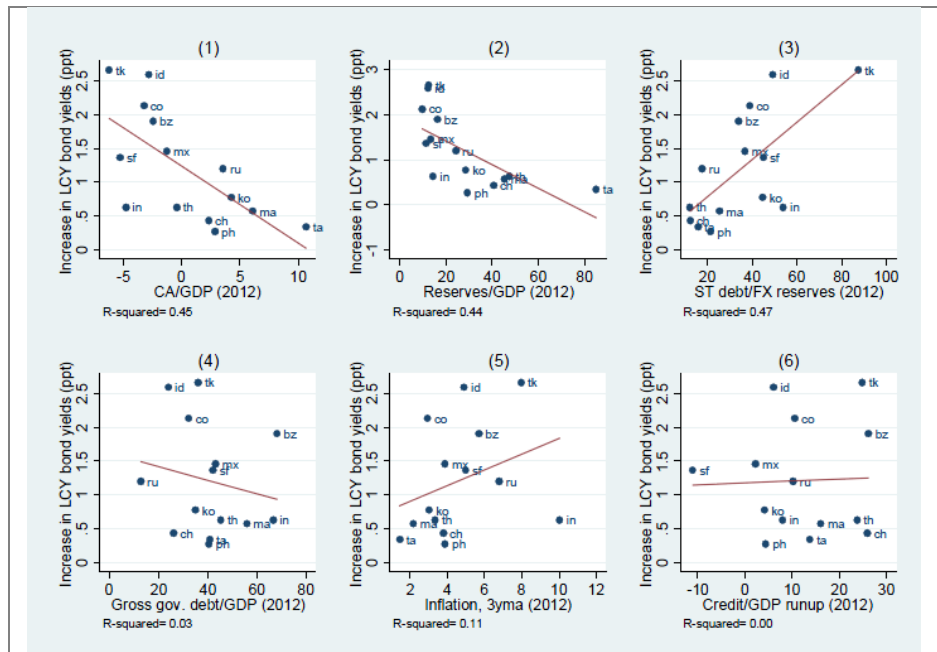 (1)
Increase in LCY bond yields (ppt)
0 .5 1 1.5 2 2.5
tk
id
co
bz
mx
sf
ru
ko
in
th
ma
ch
ta
ph
-5 0 5 10
CA/GDP (2012)
R-squared= 0.45
(2)
Increase in LCY bond yields (ppt)
-1 0 1 2 3
tk
id
co
bz
mx
sf
ru
ko
th
ma
ch
ta
ph
-
0 20 40 60 80
Reserves/GDP (2012)
R-squared= 0.44
(3)
Increase in LCY bond yields (ppt)
0 .5 1 1.5 2 2.5
tk
id
co
bz
mx
sf
ru
ko
th
in
ma
ch
ph
20 40 60 80 100
ST debt/FX reserves (2012)
R-squared= 0.47
(4)
Increase in LCY bond yields (ppt)
0 .5 1 1.5 2 2.5
tk
id
co
bz
mx
sf
ru
ko
th
ma
in
ch
ta
ph
0 20 40 60 80
Gross gov. debt/GDP (2012)
R-squared= 0.03
(5)
Increase in LCY bond yields (ppt)
0 .5 1 1.5 2 2.5
tk
id
co
bz
mx
sf
ru
ko
th
in
ma
ch
ta
ph
2 4 6 8 10 12
Inflation, 3yma (2012)
R-squared= 0.11
(6)
Increase in LCY bond yields (ppt)
0 .5 1 1.5 2 2.5
tk
id
co
bz
mx
sf
ru
ko
in
th
ma
ch
ta
ph
-10 0 10 20 30
Credit/GDP runup (2012)
R-squared= 0.00